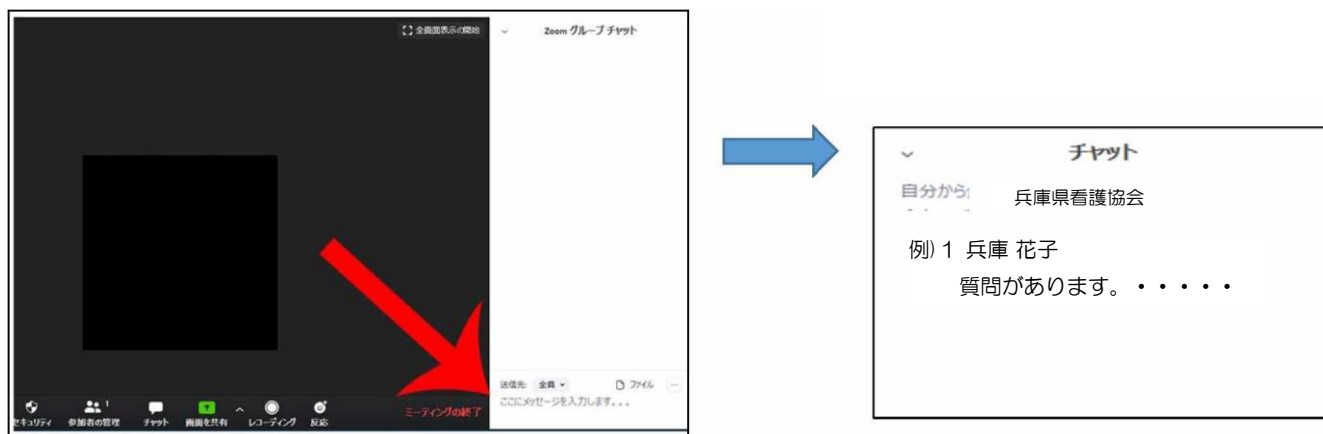 全画面表示の開始
Zoom グループ チャット
送信先: 全員 ファイル
ここにメッセージを入力します。。。
セキュリティ 参加者の管理 1 チャット 画面を共有 レコーディング 反応 ミーティングの終了
チャット
自分から
兵庫県看護協会
例) 1 兵庫 花子
質問があります。・・・・・